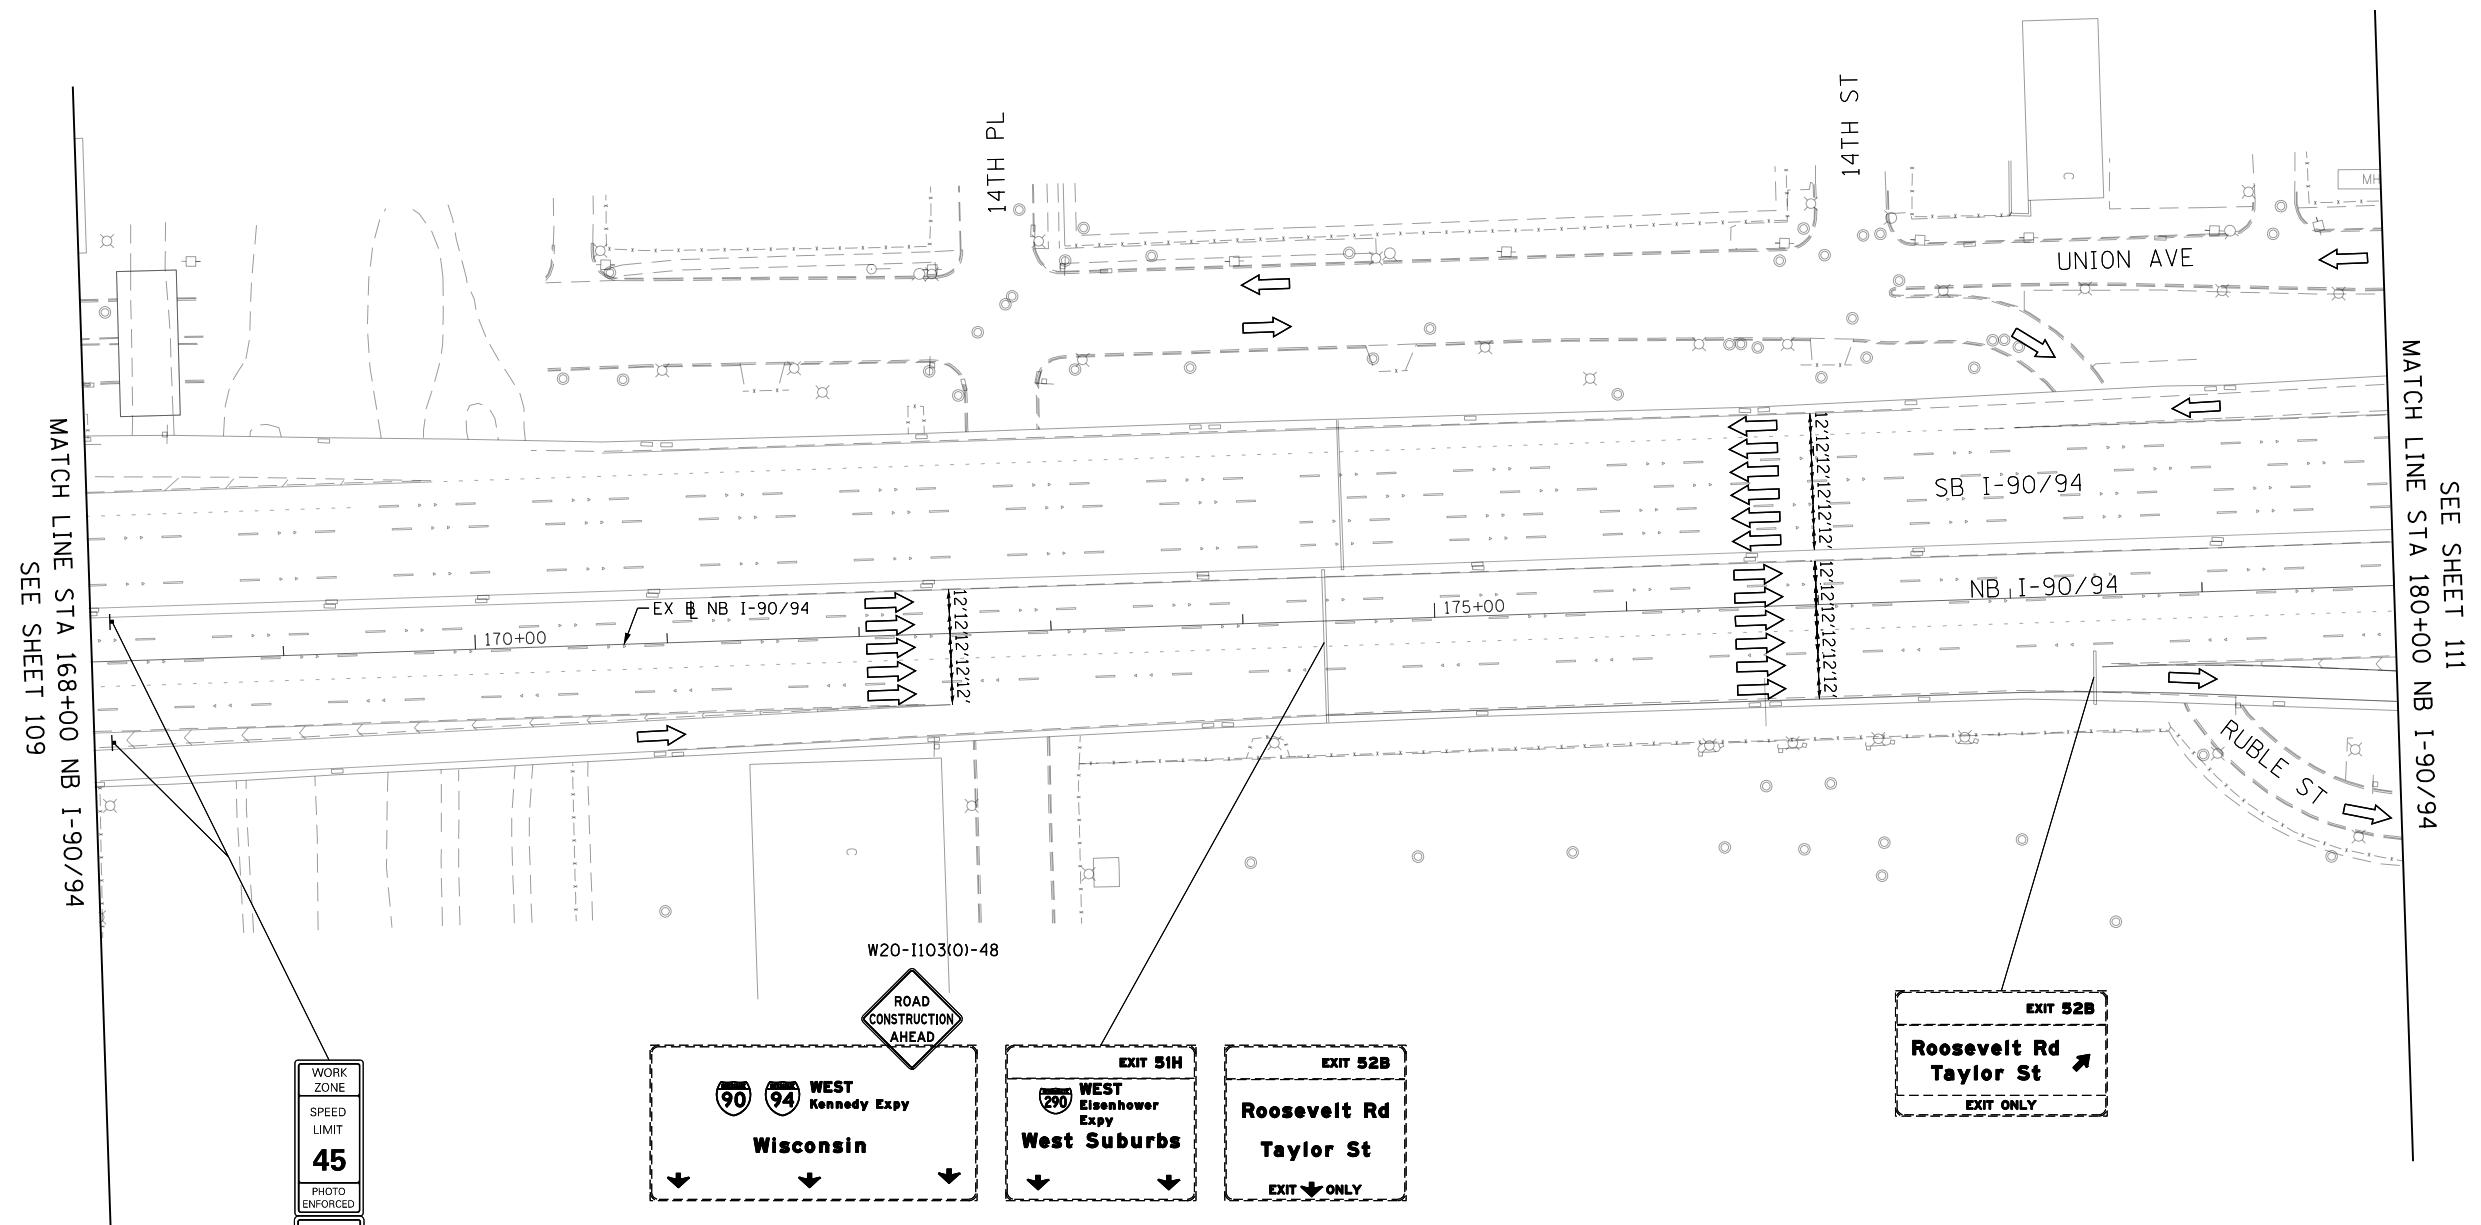 14TH PL
14TH ST
MH
C
UNION AVE
SB I-90/94
NB I-90/94
12' 12' 12' 12' 12' 12'
12' 12' 12' 12' 12' 12'
12' 12' 12' 12' 12'
EX B NB I-90/94
L
170+00
175+00
MATCH LINE STA 168+00 NB I-90/94
SEE SHEET 109
MATCH LINE STA 180+00 NB I-90/94
SEE SHEET 111
RUBLE ST
C
W20-I103(O)-48
ROAD
CONSTRUCTION
AHEAD
WORK
ZONE
SPEED
LIMIT
45
PHOTO
ENFORCED
90 94 WEST
Kennedy Expy
Wisconsin
EXIT 51H
290 WEST
Eisenhower
Expy
West Suburbs
EXIT 52B
Roosevelt Rd
Taylor St
EXIT ONLY
EXIT 52B
Roosevelt Rd
Taylor St
EXIT ONLY